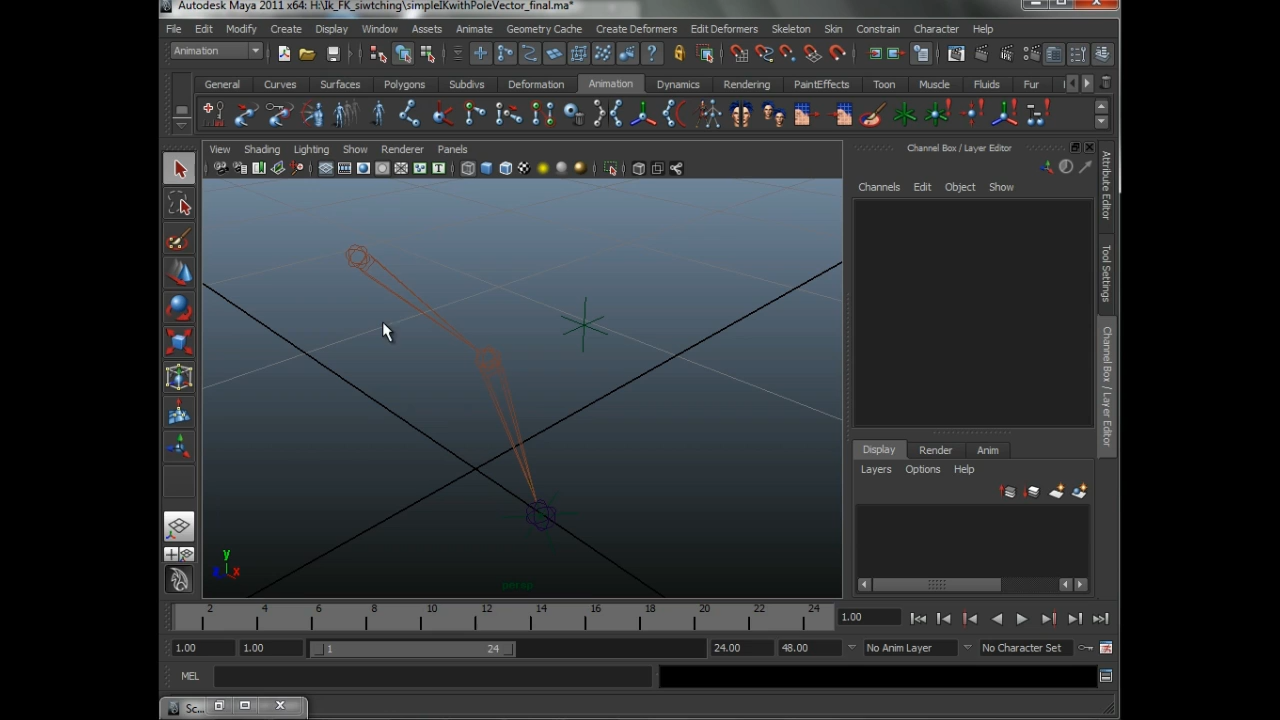 Autodesk Maya 2011 x64: H:\Ik_FK_siwtching\simpleIKwithPoleVector_final.ma*
File Edit Modify Create Display Window Assets Animate Geometry Cache Create Deformers Edit Deformers Skeleton Skin Constrain Character Help
Animation
General Curves Surfaces Polygons Subdivs Deformation Animation Dynamics Rendering PaintEffects Toon Muscle Fluids Fur
View Shading Lighting Show Renderer Panels
Channel Box / Layer Editor
Channels Edit Object Show
Attribute Editor
Tool Settings
Channel Box / Layer Editor
Display Render Anim
Layers Options Help
y
x
persp
2 4 6 8 10 12 14 16 18 20 22 24
1.00
1.00 1.00 1 24 24.00 48.00 No Anim Layer No Character Set
MEL
Sc...